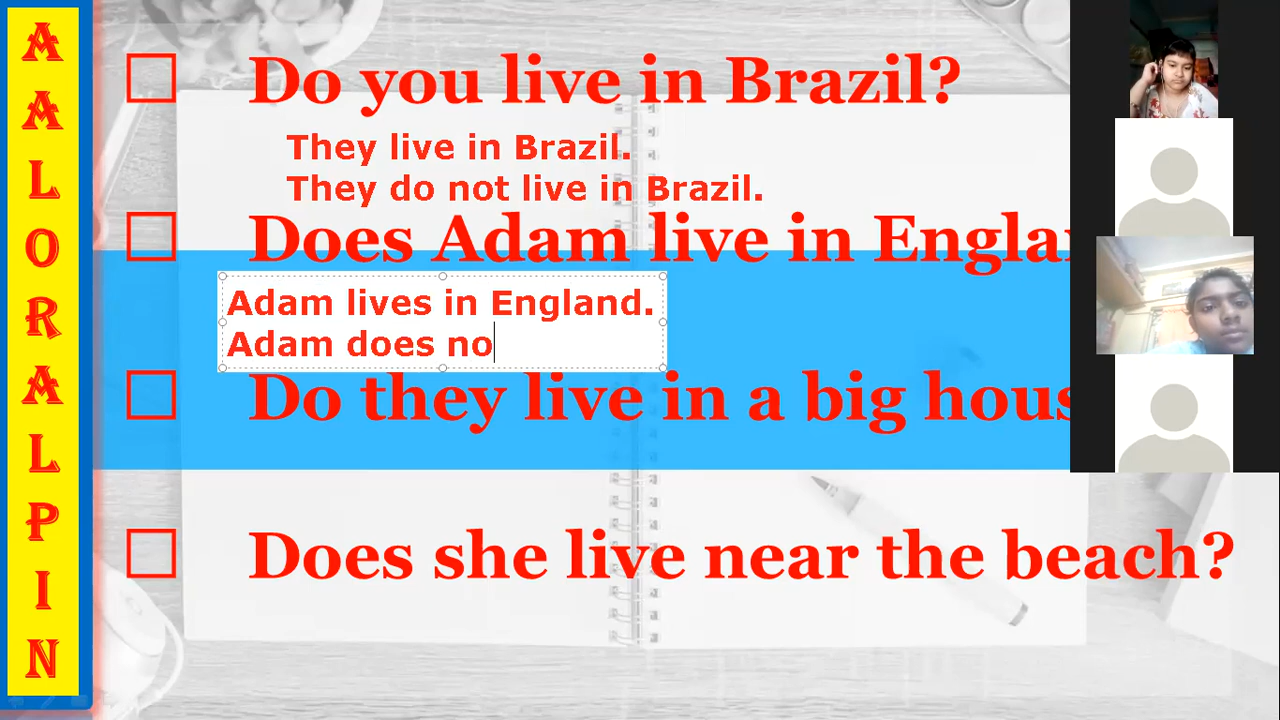 AALORALPIN
☐ Do you live in Brazil?
They live in Brazil.
They do not live in Brazil.
☐ Does Adam live in Englan
Adam lives in England.
Adam does no
☐ Do they live in a big hous
☐ Does she live near the beach?